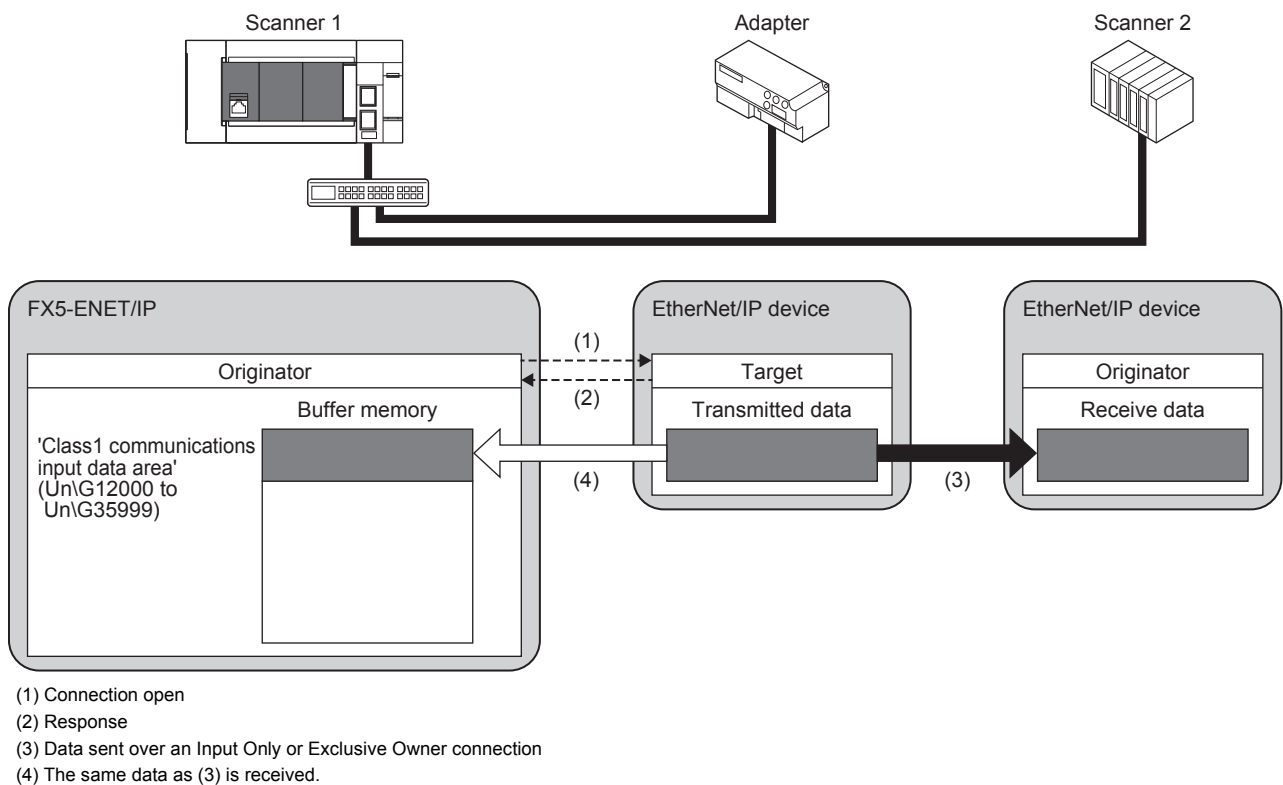 Scanner 1
Adapter
Scanner 2
FX5-ENET/IP
EtherNet/IP device
EtherNet/IP device
(1)
Originator
Target
Originator
(2)
Buffer memory
Transmitted data
Receive data
'Class1 communications
input data area'
(Un\G12000 to
Un\G35999)
(4)
(3)
(1) Connection open
(2) Response
(3) Data sent over an Input Only or Exclusive Owner connection
(4) The same data as (3) is received.